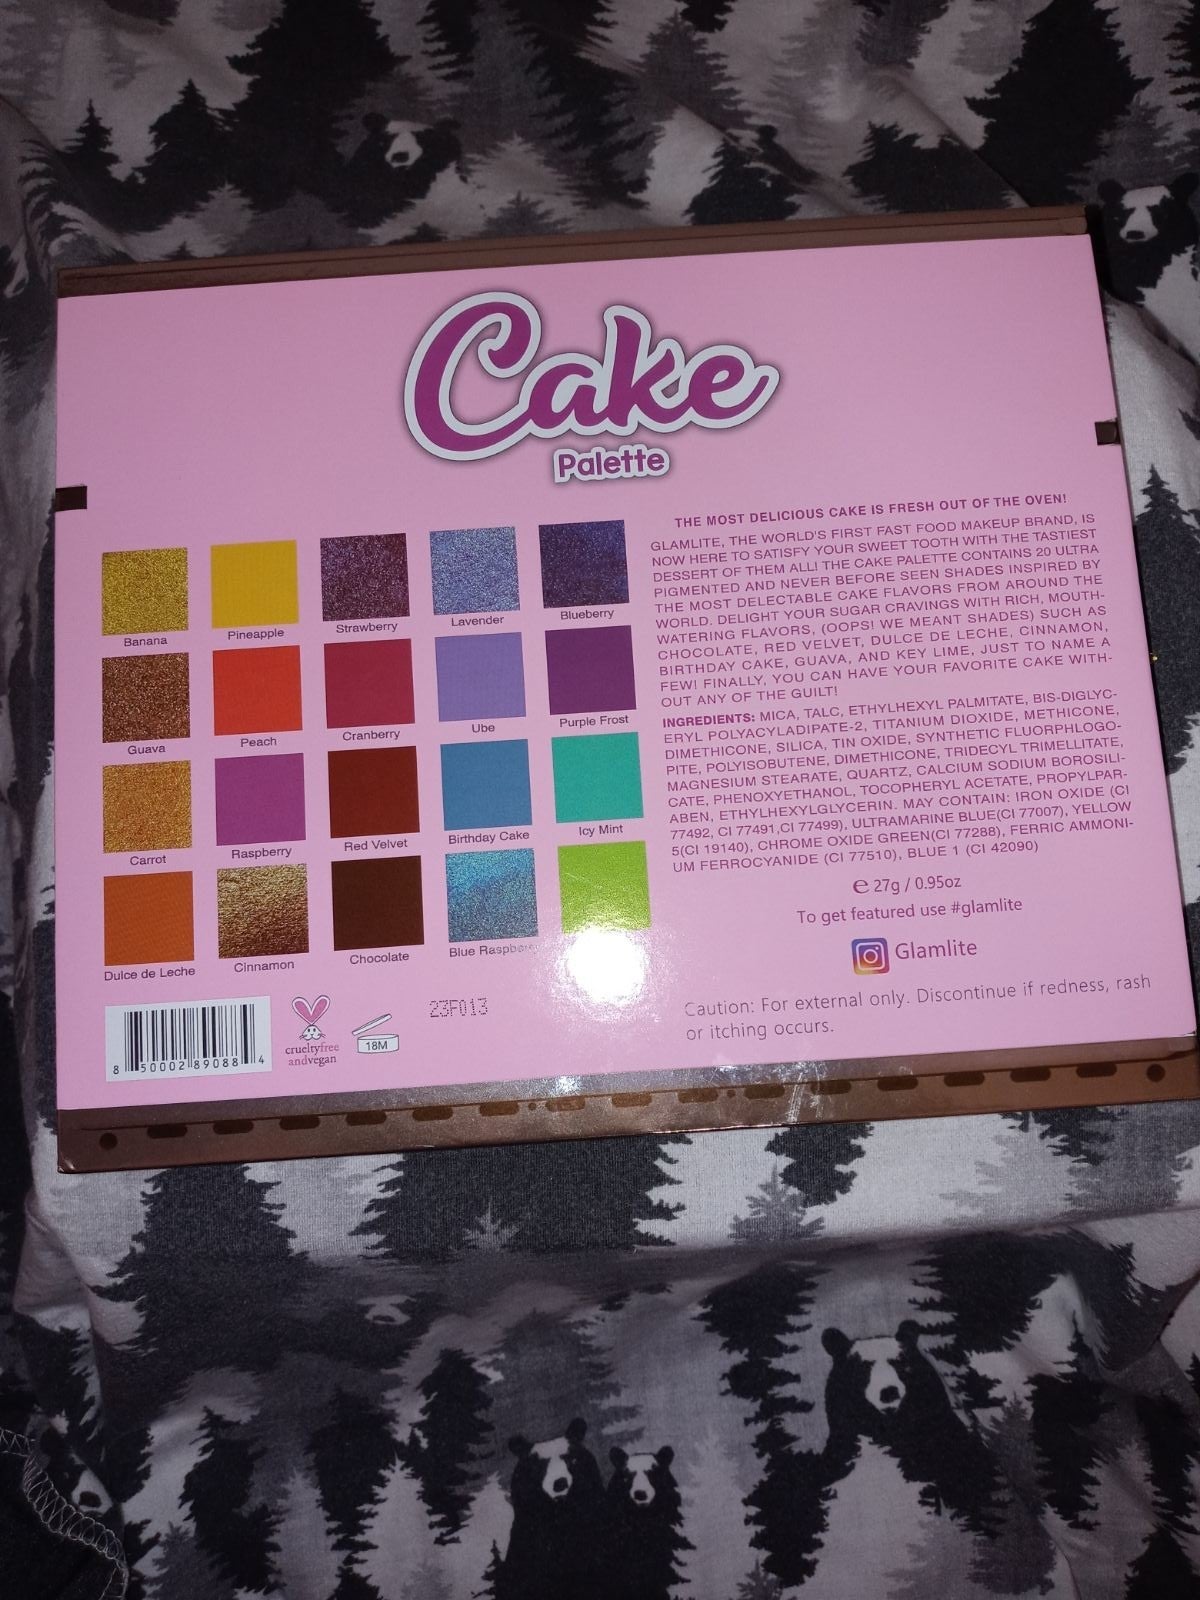 Cake
Palette
Banana
Pineapple
Strawberry
Lavender
Blueberry
Guava
Peach
Cranberry
Ube
Purple Frost
Carrot
Raspberry
Red Velvet
Birthday Cake
Icy Mint
Dulce de Leche
Cinnamon
Chocolate
Blue Raspberry
THE MOST DELICIOUS CAKE IS FRESH OUT OF THE OVEN!
GLAMLITE, THE WORLD'S FIRST FAST FOOD MAKEUP BRAND, IS
NOW HERE TO SATISFY YOUR SWEET TOOTH WITH THE TASTIEST
DESSERT OF THEM ALL! THE CAKE PALETTE CONTAINS 20 ULTRA
PIGMENTED AND NEVER BEFORE SEEN SHADES INSPIRED BY
THE MOST DELECTABLE CAKE FLAVORS FROM AROUND THE
WORLD. DELIGHT YOUR SUGAR CRAVINGS WITH RICH, MOUTH-
WATERING FLAVORS, (OOPS! WE MEANT SHADES) SUCH AS
CHOCOLATE, RED VELVET, DULCE DE LECHE, CINNAMON,
BIRTHDAY CAKE, GUAVA, AND KEY LIME, JUST TO NAME A
FEW! FINALLY, YOU CAN HAVE YOUR FAVORITE CAKE WITH-
OUT ANY OF THE GUILT!
INGREDIENTS: MICA, TALC, ETHYLHEXYL PALMITATE, BIS-DIGLYC-
ERYL POLYACYLADIPATE-2, TITANIUM DIOXIDE, METHICONE,
DIMETHICONE, SILICA, TIN OXIDE, SYNTHETIC FLUORPHLOGO-
PITE, POLYISOBUTENE, DIMETHICONE, TRIDECYL TRIMELLITATE,
MAGNESIUM STEARATE, QUARTZ, CALCIUM SODIUM BOROSILI-
CATE, PHENOXYETHANOL, TOCOPHERYL ACETATE, PROPYLPAR-
ABEN, ETHYLHEXYLGLYCERIN. MAY CONTAIN: IRON OXIDE (CI
77492, CI 77491,CI 77499), ULTRAMARINE BLUE(CI 77007), YELLOW
5(CI 19140), CHROME OXIDE GREEN(CI 77288), FERRIC AMMONI-
UM FERROCYANIDE (CI 77510), BLUE 1 (CI 42090)
℮ 27g / 0.95oz
To get featured use #glamlite
Glamlite
Caution: For external only. Discontinue if redness, rash
or itching occurs.
8 50002 89088 4
crueltyfree
andvegan
18M
23F013